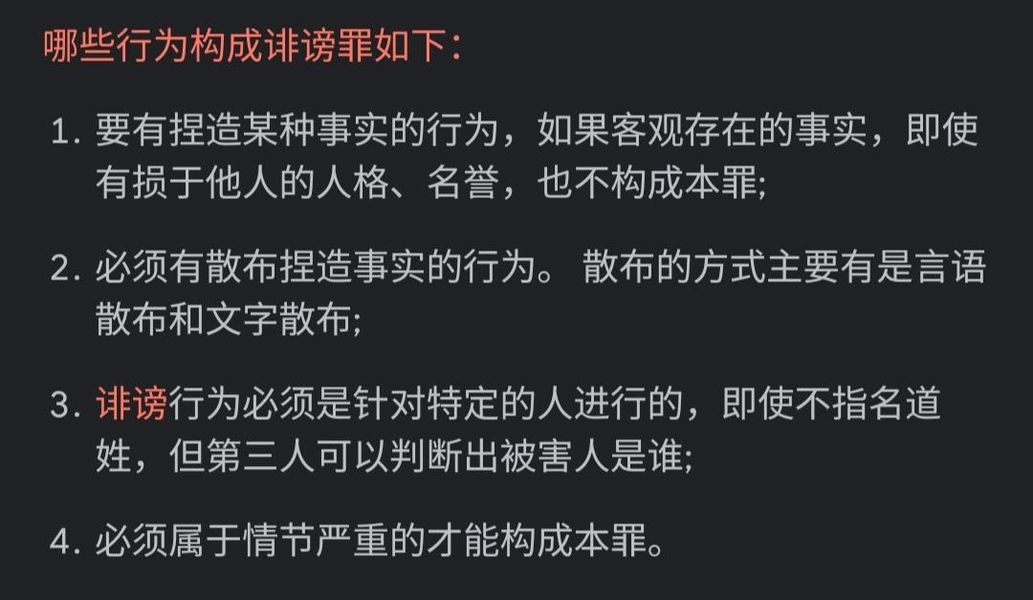 哪些行为构成诽谤罪如下：
1. 要有捏造某种事实的行为，如果客观存在的事实，即使
有损于他人的人格、名誉，也不构成本罪;
2. 必须有散布捏造事实的行为。 散布的方式主要有是言语
散布和文字散布;
3. 诽谤行为必须是针对特定的人进行的，即使不指名道
姓，但第三人可以判断出被害人是谁;
4. 必须属于情节严重的才能构成本罪。